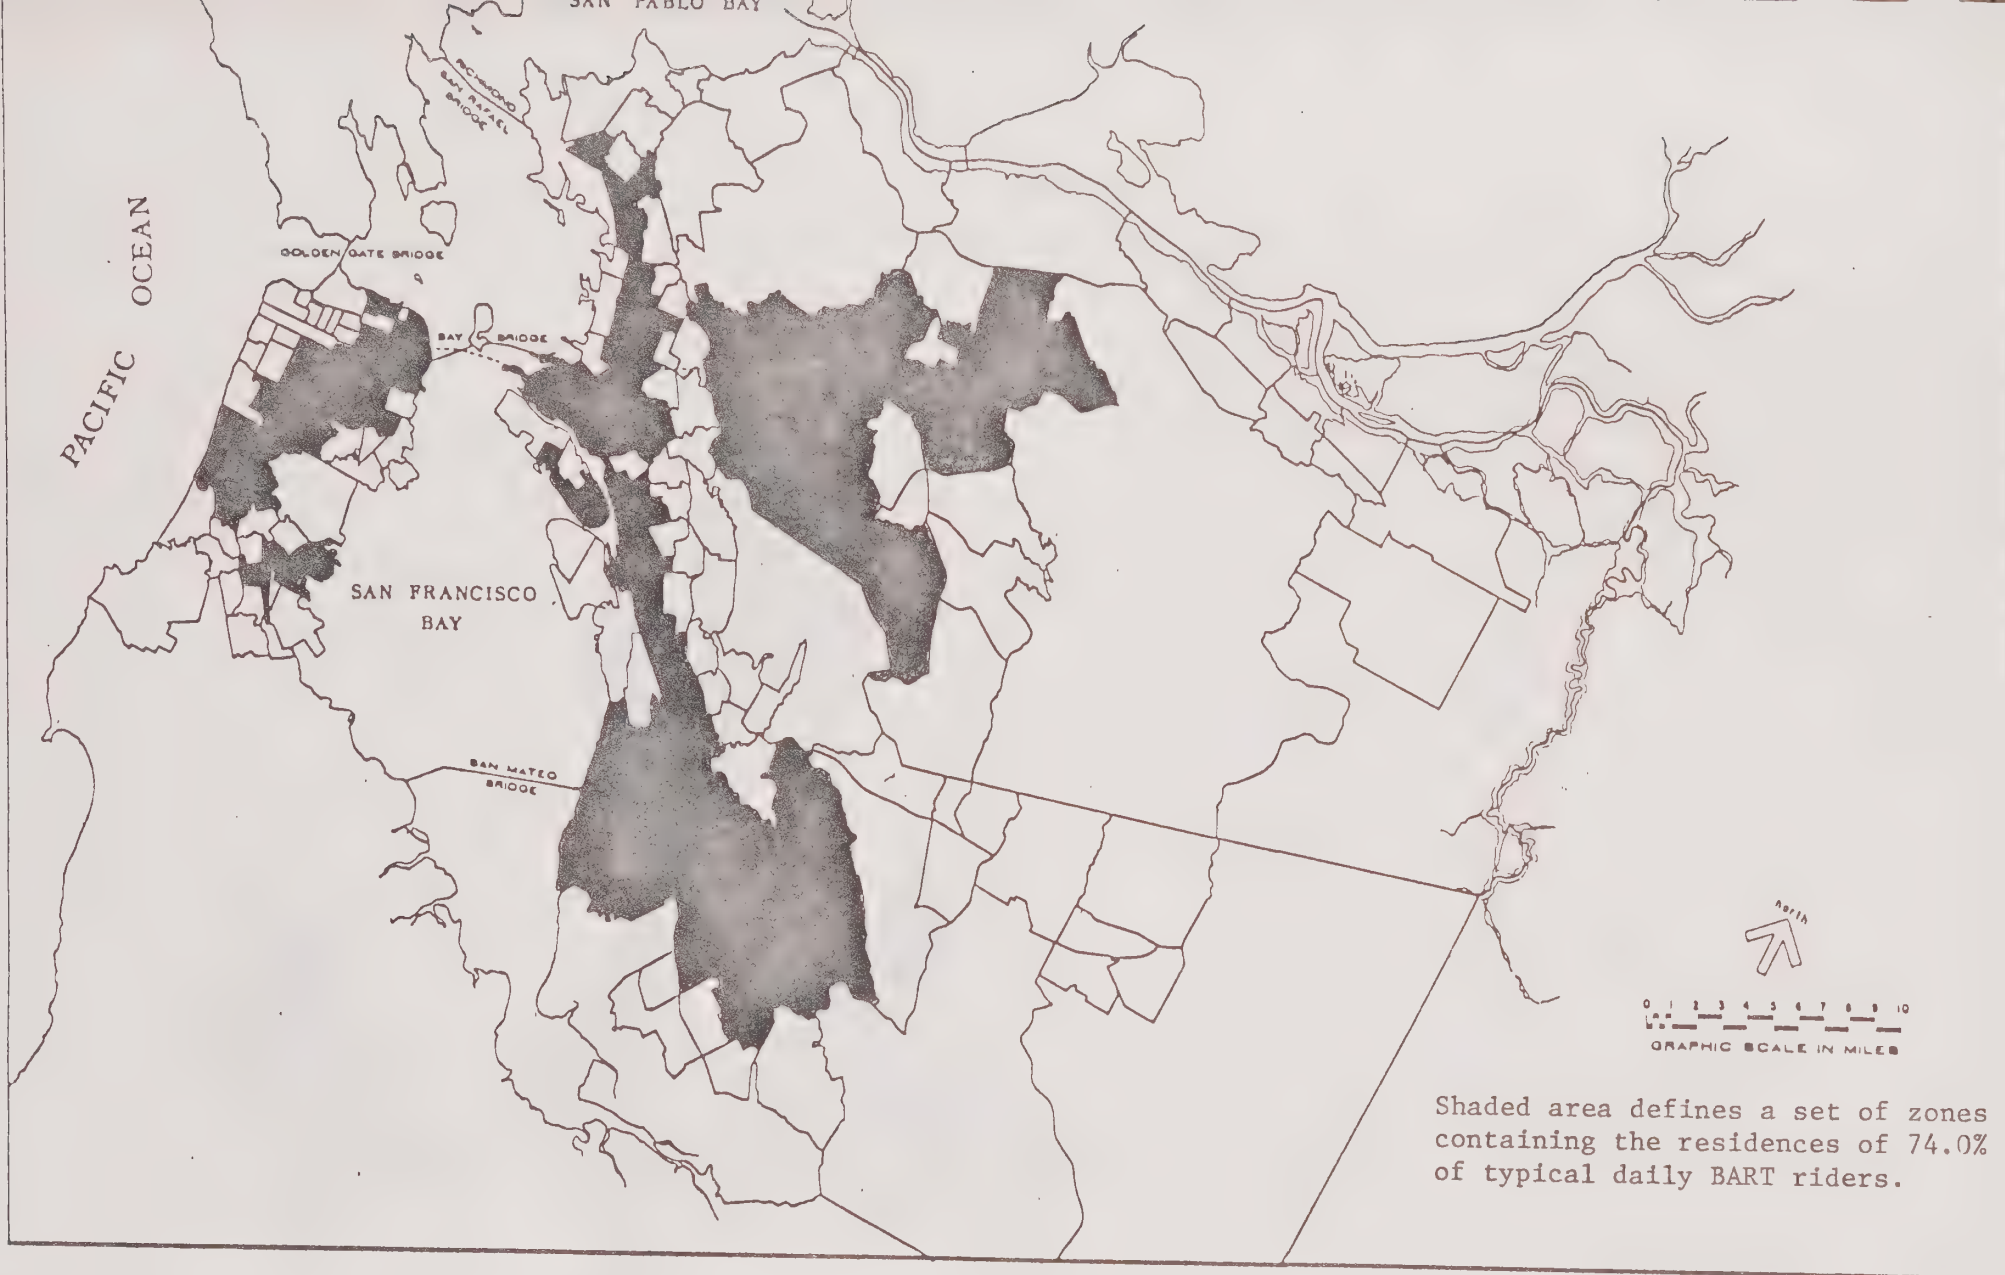 SAN PABLO BAY
RICHMOND
SAN RAFAEL
BRIDGE
PACIFIC OCEAN
GOLDEN GATE BRIDGE
BAY BRIDGE
SAN FRANCISCO
BAY
SAN MATEO
BRIDGE
north
0 1 2 3 4 5 6 7 8 9 10
GRAPHIC SCALE IN MILES
Shaded area defines a set of zones
containing the residences of 74.0%
of typical daily BART riders.